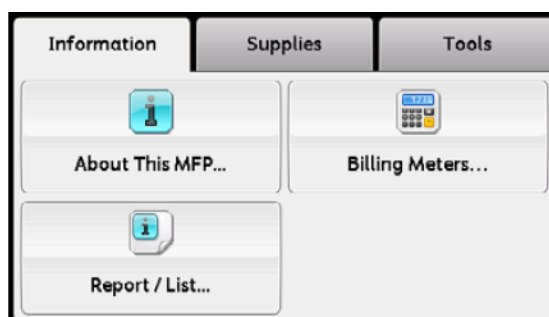 Information
Supplies
Tools
About This MFP...
Billing Meters...
Report / List...